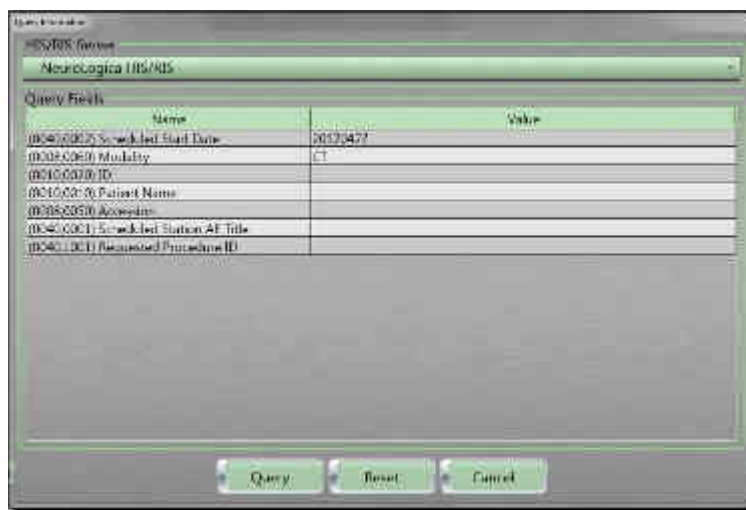 Query Information
HIS/RIS Server
NeuroLogica HIS/RIS
Query Fields
Name Value
(0040,0002) Scheduled Start Date 20120427
(0008,0060) Modality CT
(0010,0020) ID
(0010,0010) Patient Name
(0008,0050) Accession
(0040,0001) Scheduled Station AE Title
(0040,1001) Requested Procedure ID
Query Reset Cancel